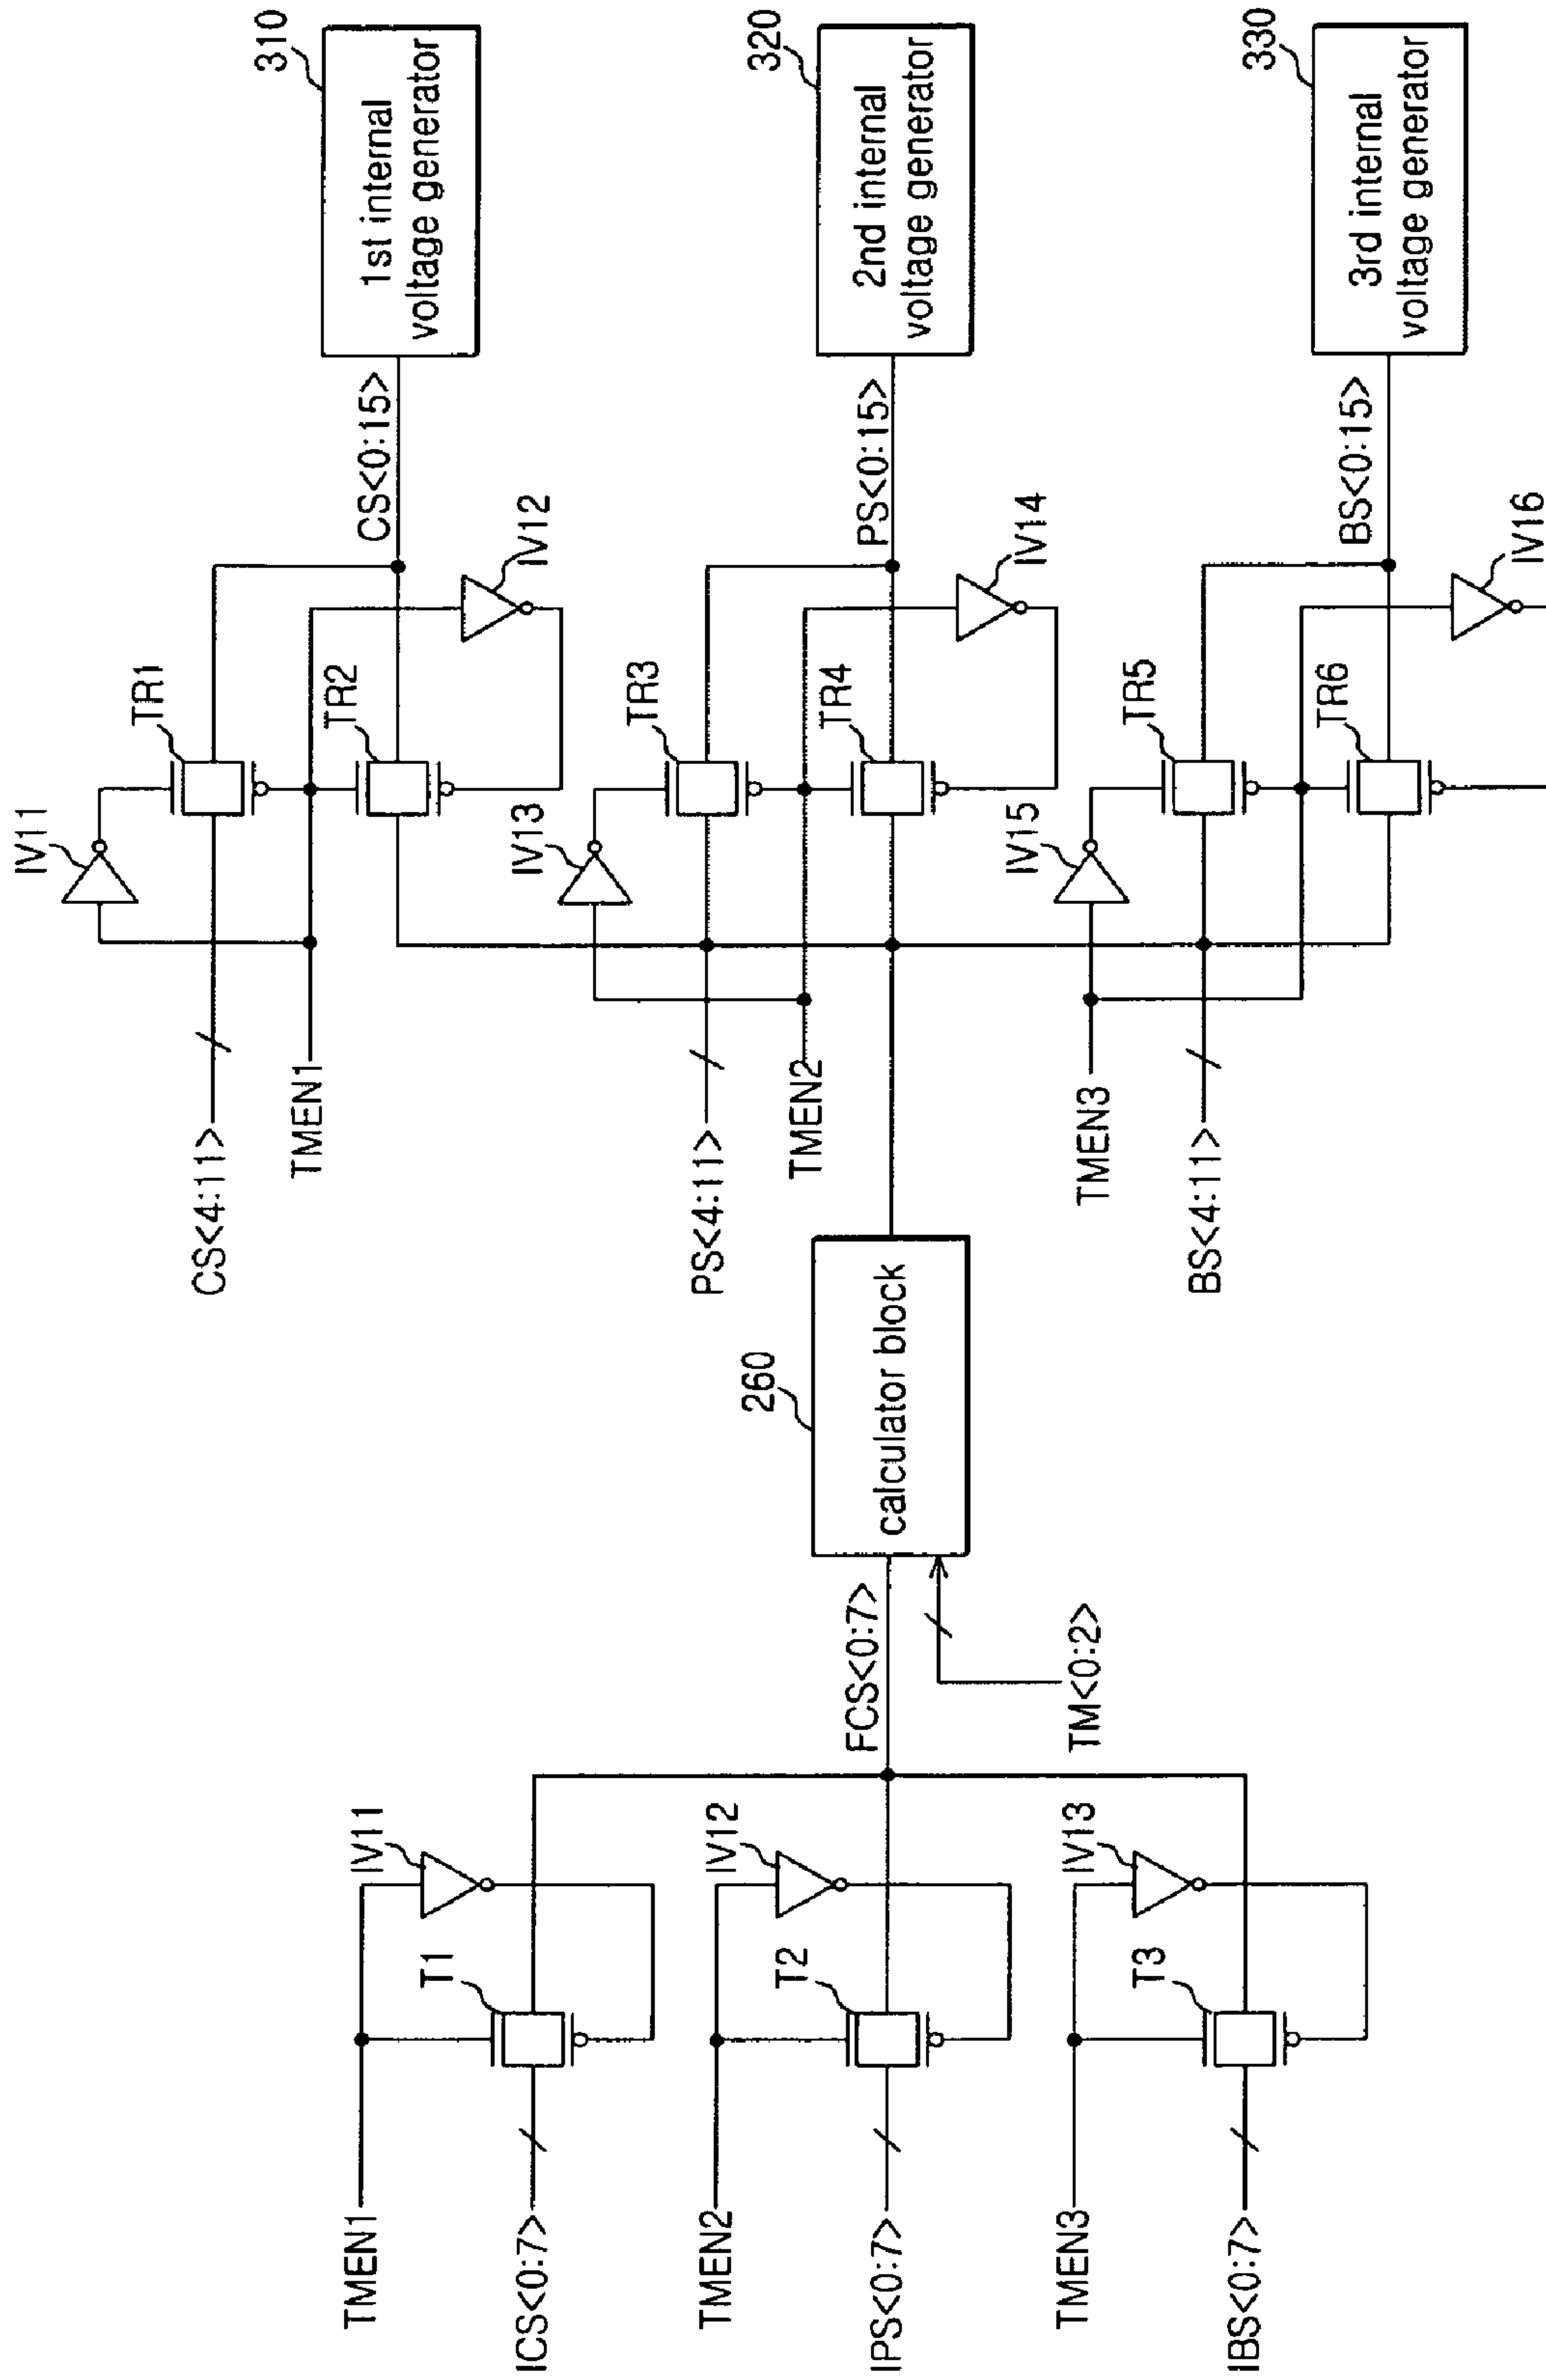 TMEN1
IV11
T1
ICS<0:7>
TMEN2
IV12
T2
IPS<0:7>
TMEN3
IV13
T3
IBS<0:7>
FCS<0:7>
TM<0:2>
260
calculator block
IV11
TR1
CS<4:11>
TMEN1
TR2
IV12
CS<0:15>
310
1st internal
voltage generator
IV13
TR3
PS<4:11>
TMEN2
TR4
IV14
PS<0:15>
320
2nd internal
voltage generator
IV15
TR5
TMEN3
BS<4:11>
TR6
IV16
BS<0:15>
330
3rd internal
voltage generator